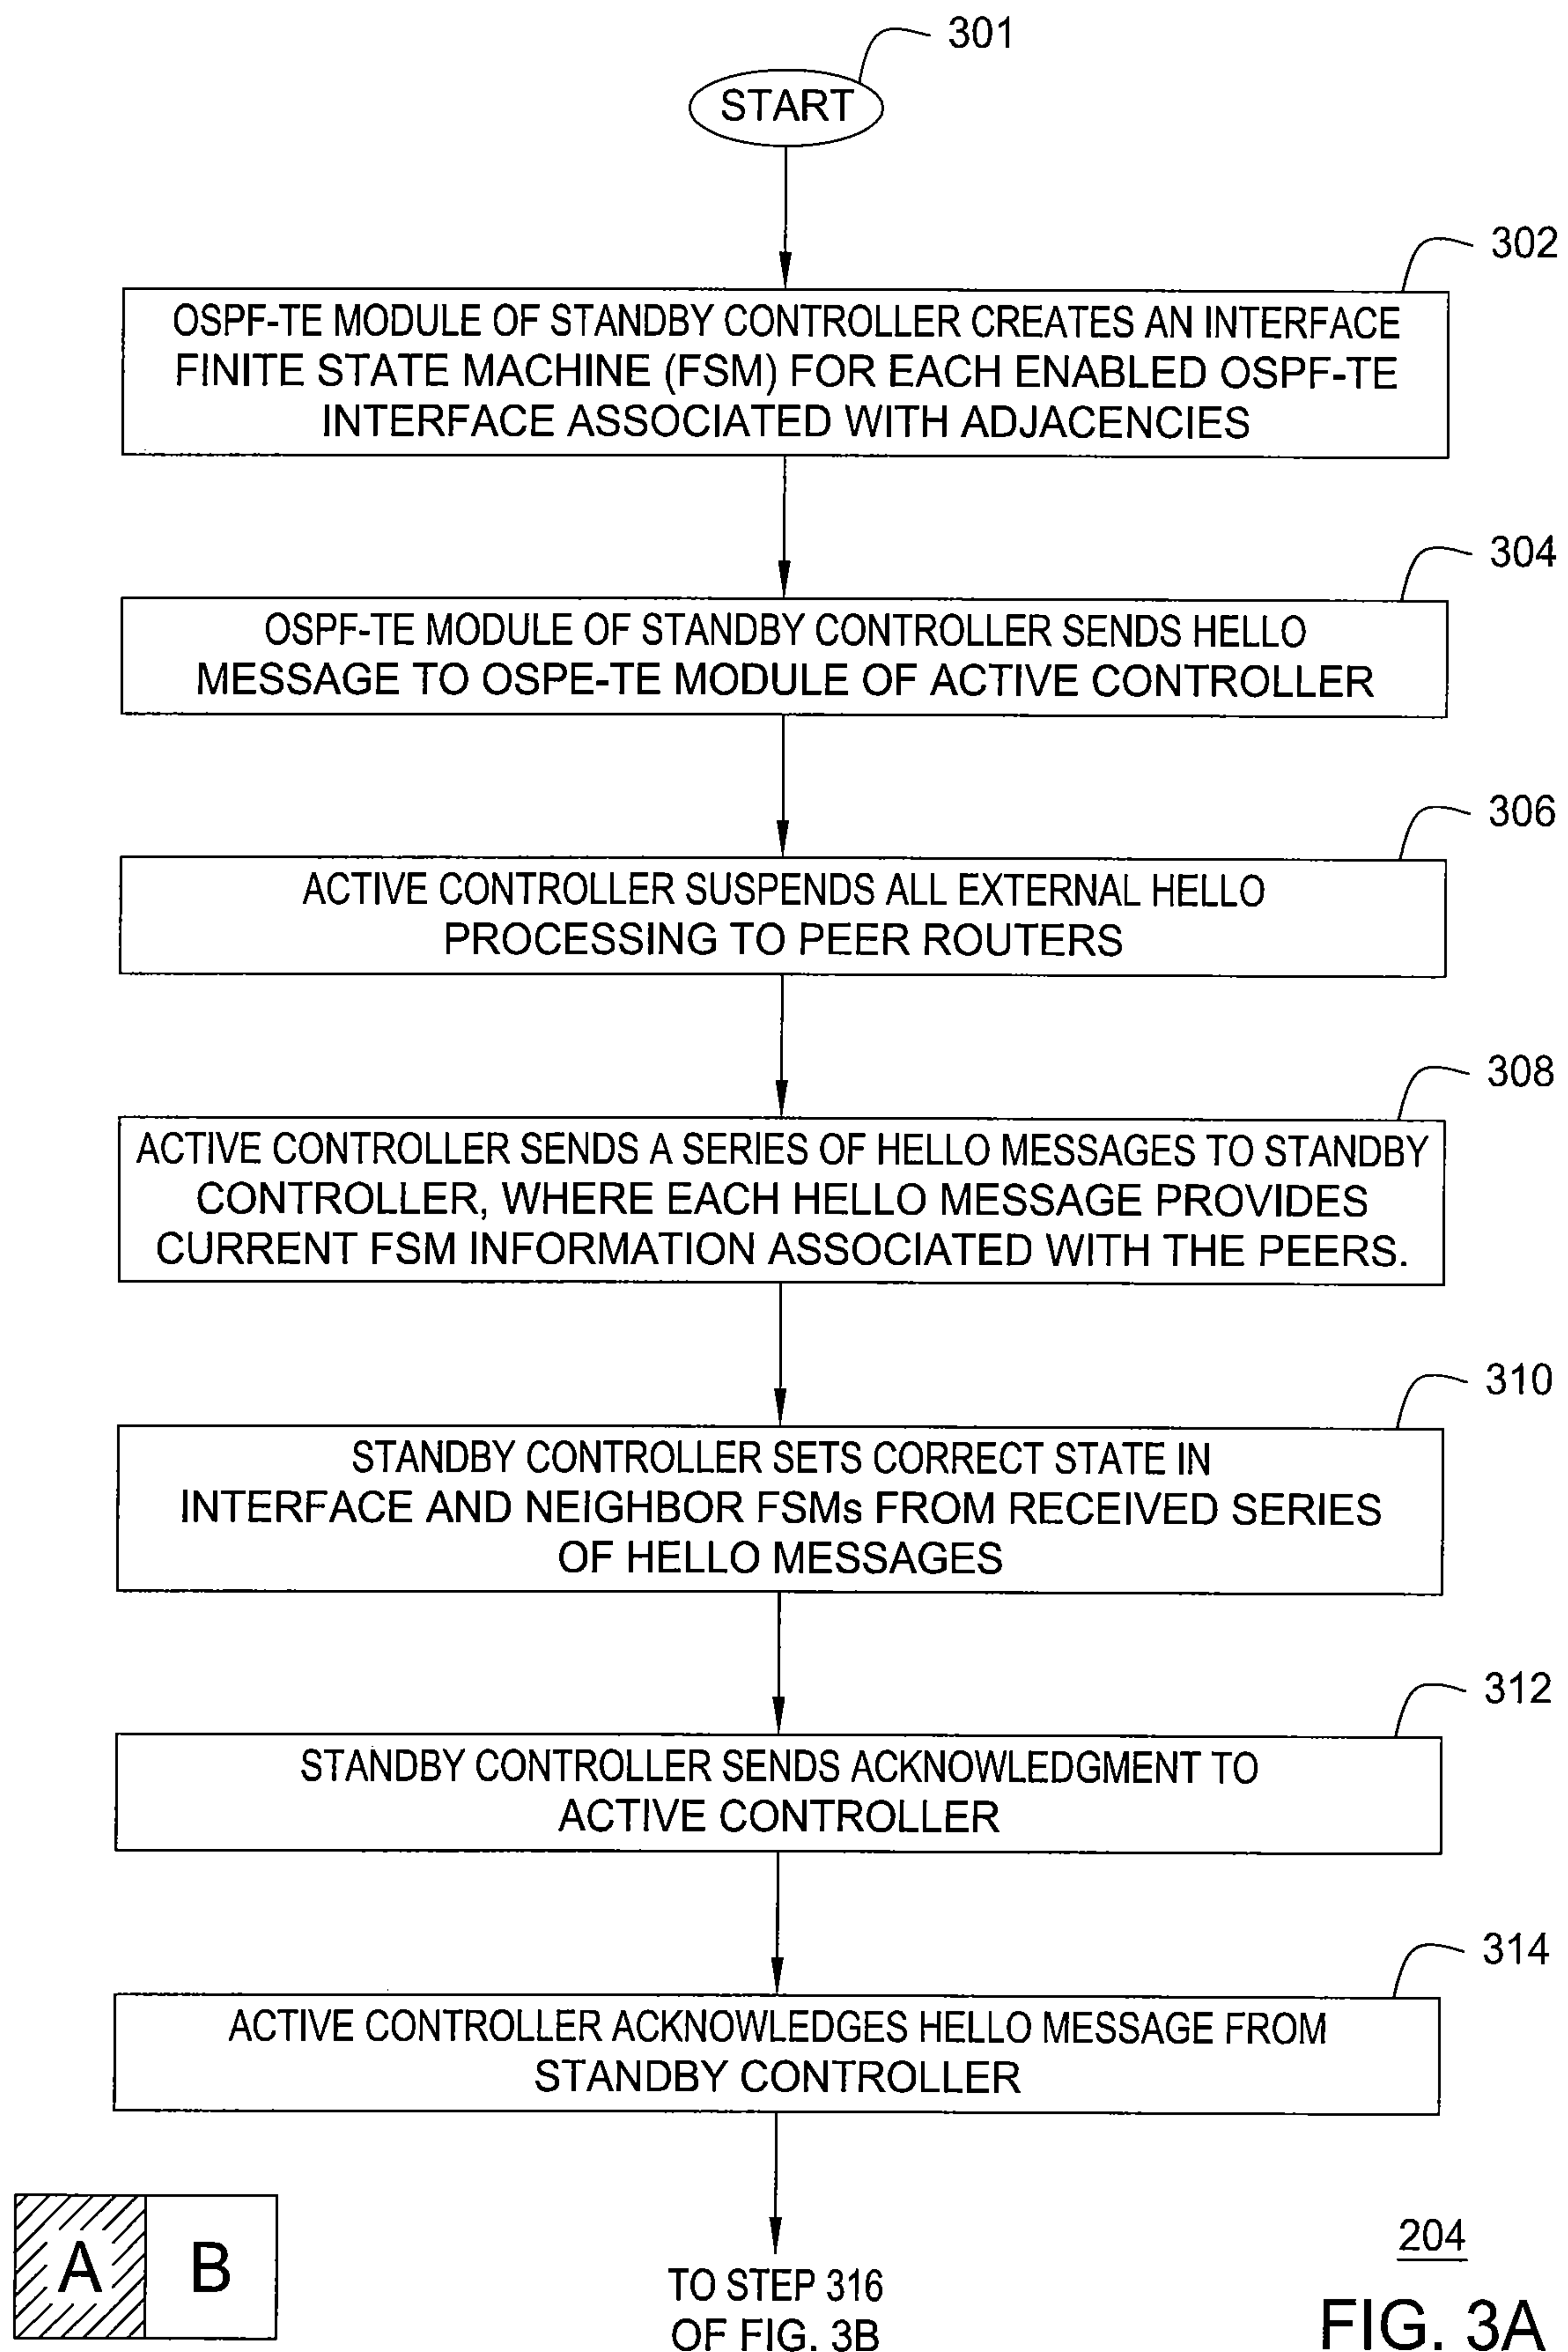 301
START
302
OSPF-TE MODULE OF STANDBY CONTROLLER CREATES AN INTERFACE
FINITE STATE MACHINE (FSM) FOR EACH ENABLED OSPF-TE
INTERFACE ASSOCIATED WITH ADJACENCIES
304
OSPF-TE MODULE OF STANDBY CONTROLLER SENDS HELLO
MESSAGE TO OSPE-TE MODULE OF ACTIVE CONTROLLER
306
ACTIVE CONTROLLER SUSPENDS ALL EXTERNAL HELLO
PROCESSING TO PEER ROUTERS
308
ACTIVE CONTROLLER SENDS A SERIES OF HELLO MESSAGES TO STANDBY
CONTROLLER, WHERE EACH HELLO MESSAGE PROVIDES
CURRENT FSM INFORMATION ASSOCIATED WITH THE PEERS.
310
STANDBY CONTROLLER SETS CORRECT STATE IN
INTERFACE AND NEIGHBOR FSMs FROM RECEIVED SERIES
OF HELLO MESSAGES
312
STANDBY CONTROLLER SENDS ACKNOWLEDGMENT TO
ACTIVE CONTROLLER
314
ACTIVE CONTROLLER ACKNOWLEDGES HELLO MESSAGE FROM
STANDBY CONTROLLER
A B
TO STEP 316
OF FIG. 3B
204
FIG. 3A